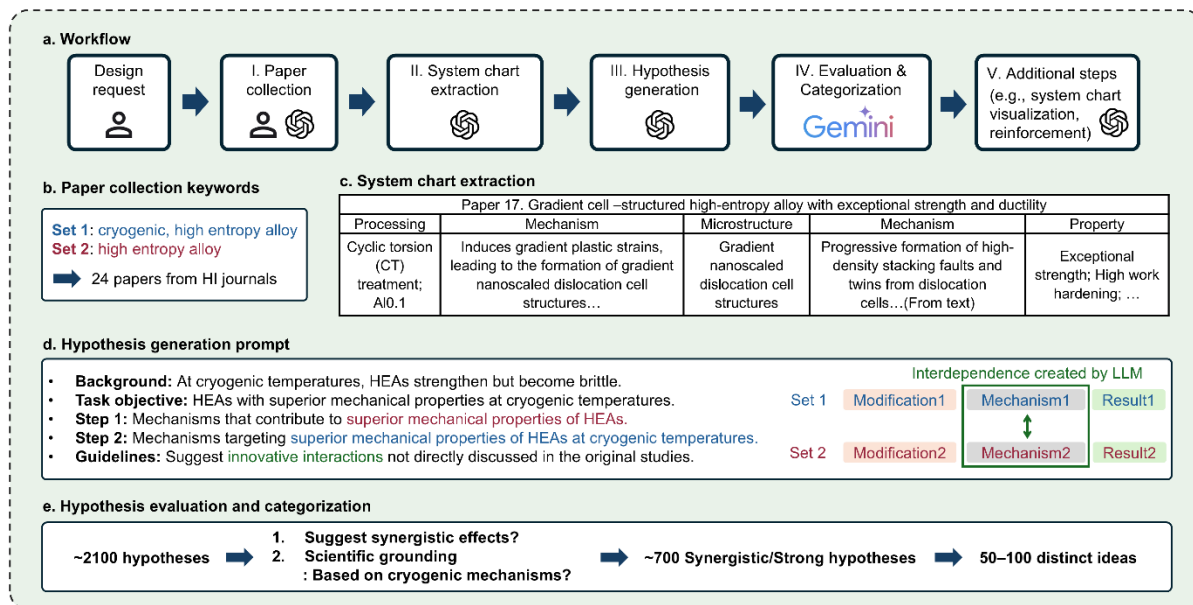 a. Workflow
Design
request
I. Paper
collection
II. System chart
extraction
III. Hypothesis
generation
IV. Evaluation &
Categorization
Gemini
V. Additional steps
(e.g., system chart
visualization,
reinforcement)
b. Paper collection keywords
Set 1: cryogenic, high entropy alloy
Set 2: high entropy alloy
24 papers from HI journals
c. System chart extraction
Paper 17. Gradient cell –structured high-entropy alloy with exceptional strength and ductility
Processing Mechanism Microstructure Mechanism Property
Cyclic torsion
(CT)
treatment;
Al0.1
Induces gradient plastic strains,
leading to the formation of gradient
nanoscaled dislocation cell
structures…
Gradient
nanoscaled
dislocation cell
structures
Progressive formation of high-
density stacking faults and
twins from dislocation
cells…(From text)
Exceptional
strength; High work
hardening; …
d. Hypothesis generation prompt
• Background: At cryogenic temperatures, HEAs strengthen but become brittle.
• Task objective: HEAs with superior mechanical properties at cryogenic temperatures.
• Step 1: Mechanisms that contribute to superior mechanical properties of HEAs.
• Step 2: Mechanisms targeting superior mechanical properties of HEAs at cryogenic temperatures.
• Guidelines: Suggest innovative interactions not directly discussed in the original studies.
Interdependence created by LLM
Set 1 Modification1 Mechanism1 Result1
Set 2 Modification2 Mechanism2 Result2
e. Hypothesis evaluation and categorization
~2100 hypotheses
1. Suggest synergistic effects?
2. Scientific grounding
: Based on cryogenic mechanisms?
~700 Synergistic/Strong hypotheses
50–100 distinct ideas